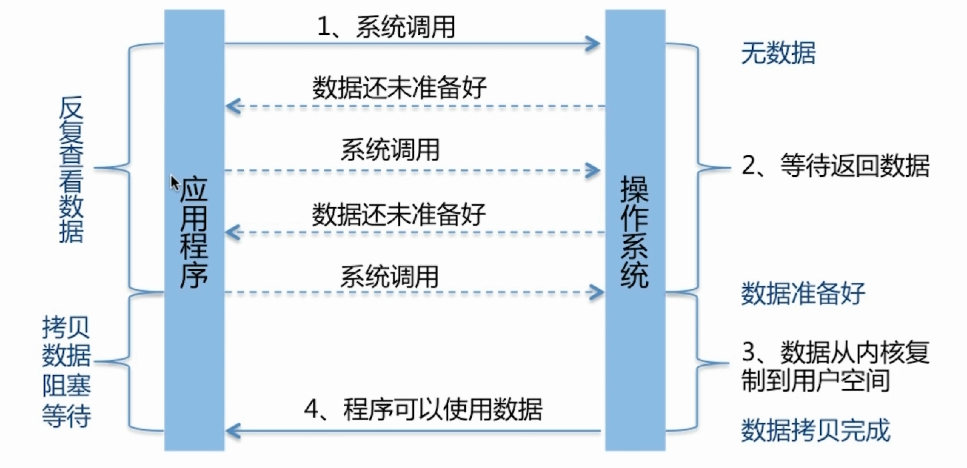 1、系统调用
无数据
数据还未准备好
反复查看数据
系统调用
2、等待返回数据
应用程序
操作系统
数据还未准备好
系统调用
数据准备好
拷贝
数据
阻塞
等待
3、数据从内核复
制到用户空间
4、程序可以使用数据
数据拷贝完成